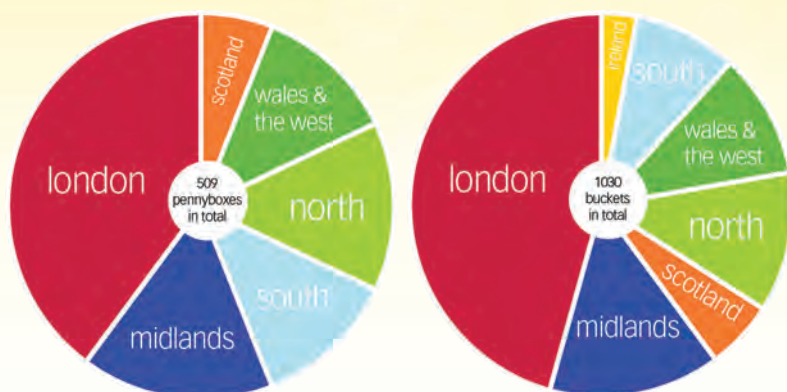 scotland
wales &
the west
north
south
midlands
london
509
pennyboxes
in total
ireland
south
wales &
the west
north
scotland
midlands
london
1030
buckets
in total